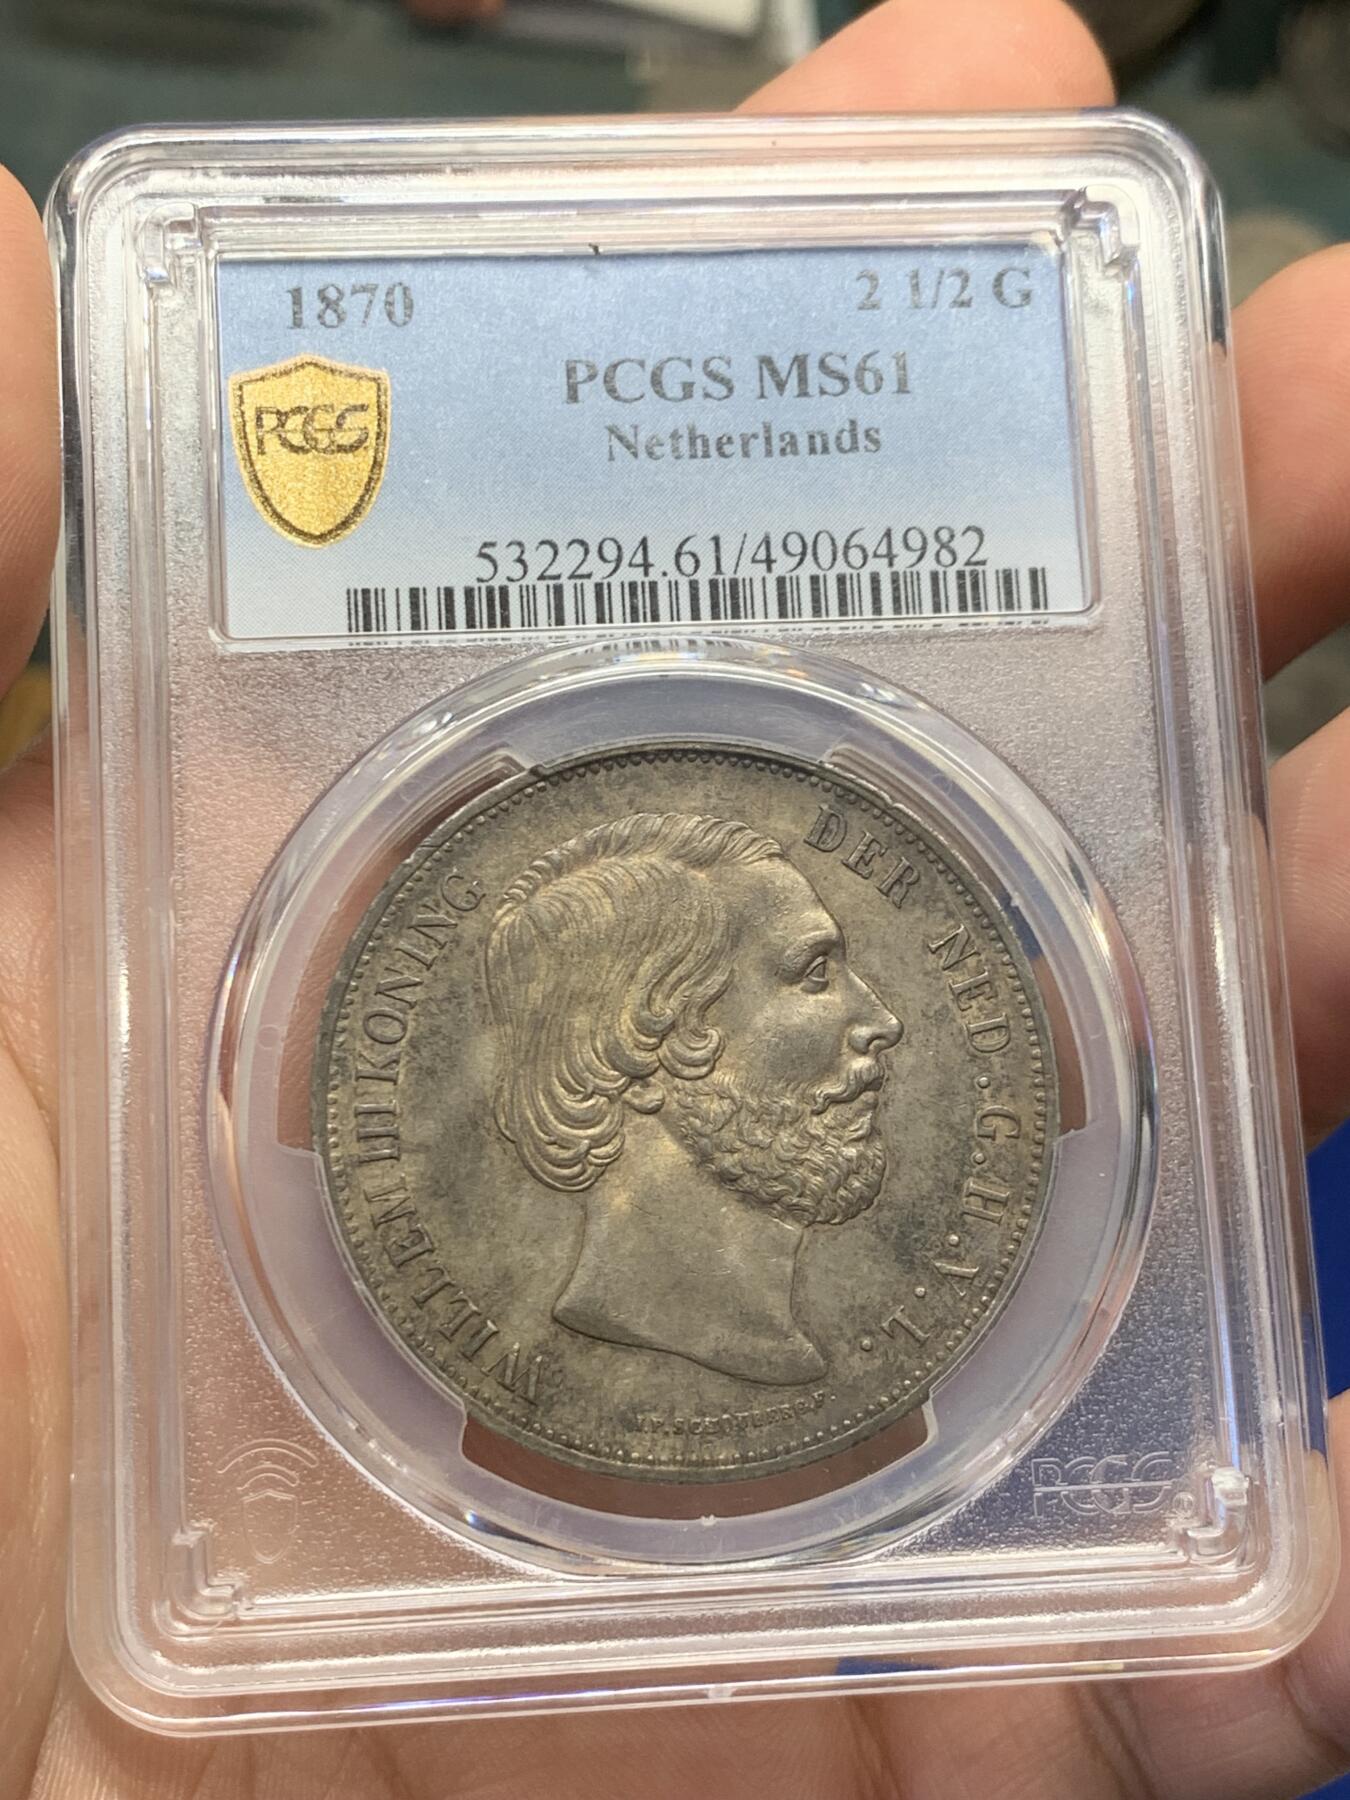 1870 2 1/2 G
PCGS MS61
Netherlands
PCGS
532294.61/49064982
WILLEM III KONING DER NED. G. H. V. L.
PCGS